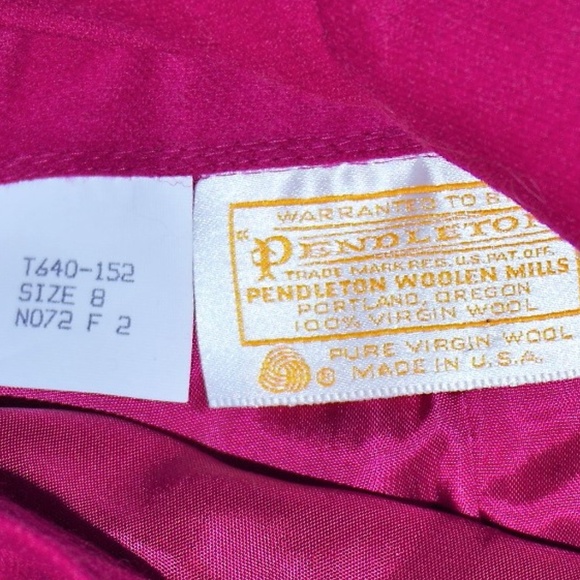 T640-152
SIZE 8
N072 F 2
WARRANTED TO B
"PENDLETON
TRADE MARK REG. U.S. PAT. OFF.
PENDLETON WOOLEN MILLS
PORTLAND, OREGON
100% VIRGIN WOOL
PURE VIRGIN WOOL
© MADE IN U.S.A.